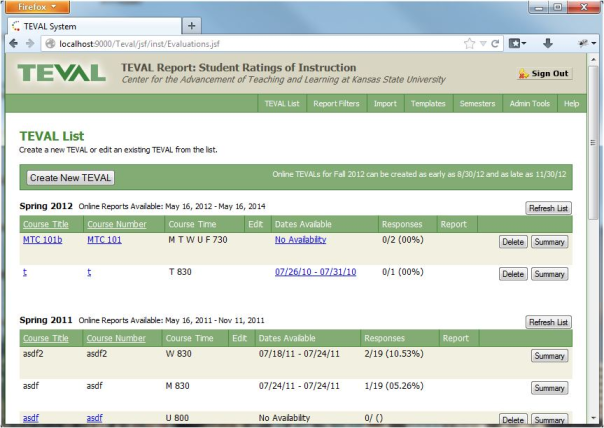 Firefox
TEVAL System
localhost:9000/Teval/jsf/inst/Evaluations.jsf
TEVAL
TEVAL Report: Student Ratings of Instruction
Center for the Advancement of Teaching and Learning at Kansas State University
Sign Out
TEVAL List Report Filters Import Templates Semesters Admin Tools Help
TEVAL List
Create a new TEVAL or edit an existing TEVAL from the list.
Create New TEVAL
Online TEVALs for Fall 2012 can be created as early as 8/30/12 and as late as 11/30/12
Spring 2012 Online Reports Available: May 16, 2012 - May 16, 2014 Refresh List
Course Title Course Number Course Time Edit Dates Available Responses Report
MTC 101b MTC 101 M T W U F 730 No Availability 0/2 (00%) Delete Summary
t t T 830 07/26/10 - 07/31/10 0/1 (00%) Delete Summary
Spring 2011 Online Reports Available: May 16, 2011 - Nov 11, 2011 Refresh List
Course Title Course Number Course Time Edit Dates Available Responses Report
asdf2 asdf2 W 830 07/18/11 - 07/24/11 2/19 (10.53%) Summary
asdf asdf M 830 07/24/11 - 07/24/11 1/19 (05.26%) Summary
asdf asdf U 800 No Availability 0/ () Delete Summary